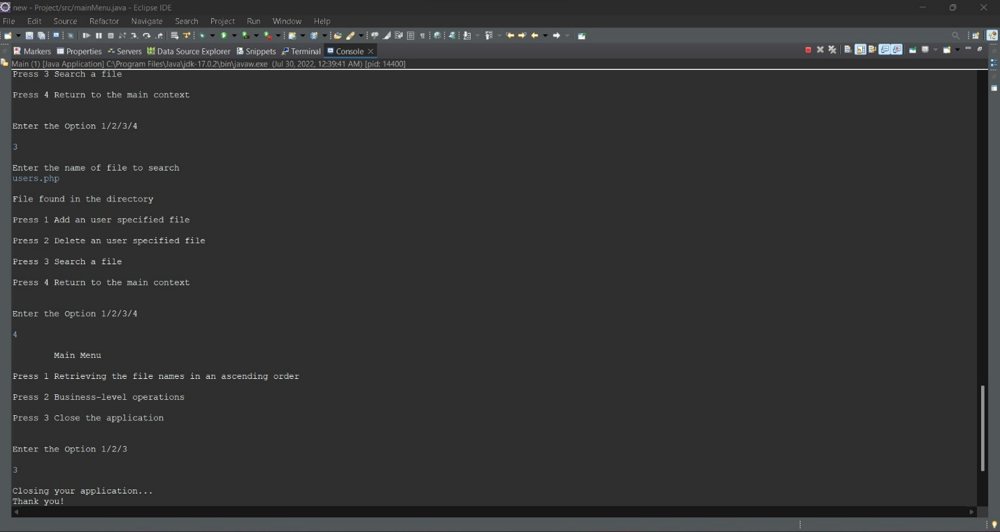 new - Project/src/mainMenu.java - Eclipse IDE
File Edit Source Refactor Navigate Search Project Run Window Help
Markers Properties Servers Data Source Explorer Snippets Terminal Console
Main (1) [Java Application] C:\Program Files\Java\jdk-17.0.2\bin\javaw.exe (Jul 30, 2022, 12:39:41 AM) [pid: 14400]
Press 3 Search a file
Press 4 Return to the main context
Enter the Option 1/2/3/4
3
Enter the name of file to search
users.php
File found in the directory
Press 1 Add an user specified file
Press 2 Delete an user specified file
Press 3 Search a file
Press 4 Return to the main context
Enter the Option 1/2/3/4
4
Main Menu
Press 1 Retrieving the file names in an ascending order
Press 2 Business-level operations
Press 3 Close the application
Enter the Option 1/2/3
3
Closing your application...
Thank you!